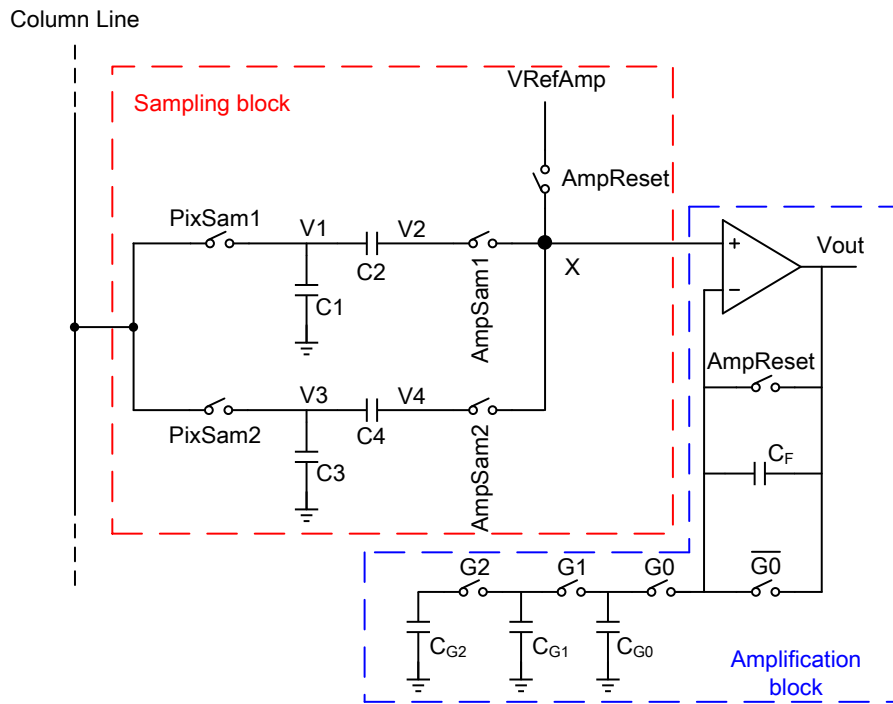 Column Line
Sampling block
VRefAmp
AmpReset
PixSam1
V1
V2
C2
C1
AmpSam1
X
+
−
Vout
AmpReset
PixSam2
V3
V4
C4
C3
AmpSam2
CF
G2
G1
G0
G0
CG2
CG1
CG0
Amplification
block